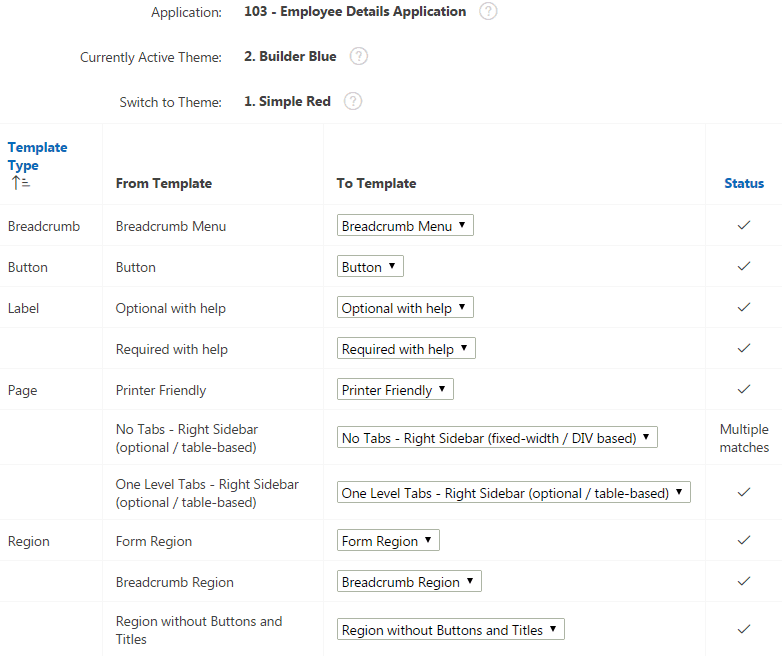 Application: 103 - Employee Details Application ?
Currently Active Theme: 2. Builder Blue ?
Switch to Theme: 1. Simple Red ?
Template
Type
From Template To Template Status
Breadcrumb Breadcrumb Menu Breadcrumb Menu
Button Button Button
Label Optional with help Optional with help
Required with help Required with help
Page Printer Friendly Printer Friendly
No Tabs - Right Sidebar
(optional / table-based)
No Tabs - Right Sidebar (fixed-width / DIV based)
Multiple
matches
One Level Tabs - Right Sidebar
(optional / table-based)
One Level Tabs - Right Sidebar (optional / table-based)
Region Form Region Form Region
Breadcrumb Region Breadcrumb Region
Region without Buttons and
Titles
Region without Buttons and Titles